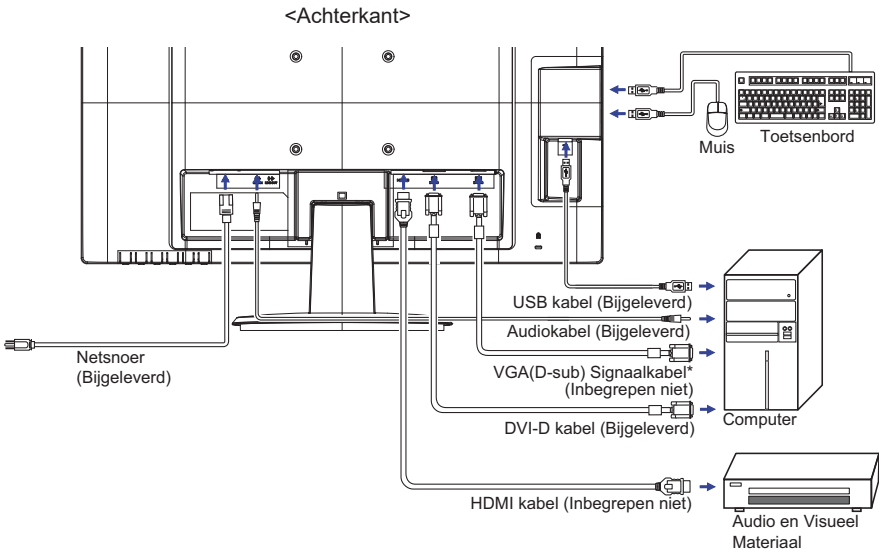 <Achterkant>
Muis
Toetsenbord
USB kabel (Bijgeleverd)
Audiokabel (Bijgeleverd)
Netsnoer
(Bijgeleverd)
VGA(D-sub) Signaalkabel*
(Inbegrepen niet)
DVI-D kabel (Bijgeleverd)
Computer
HDMI kabel (Inbegrepen niet)
Audio en Visueel
Materiaal